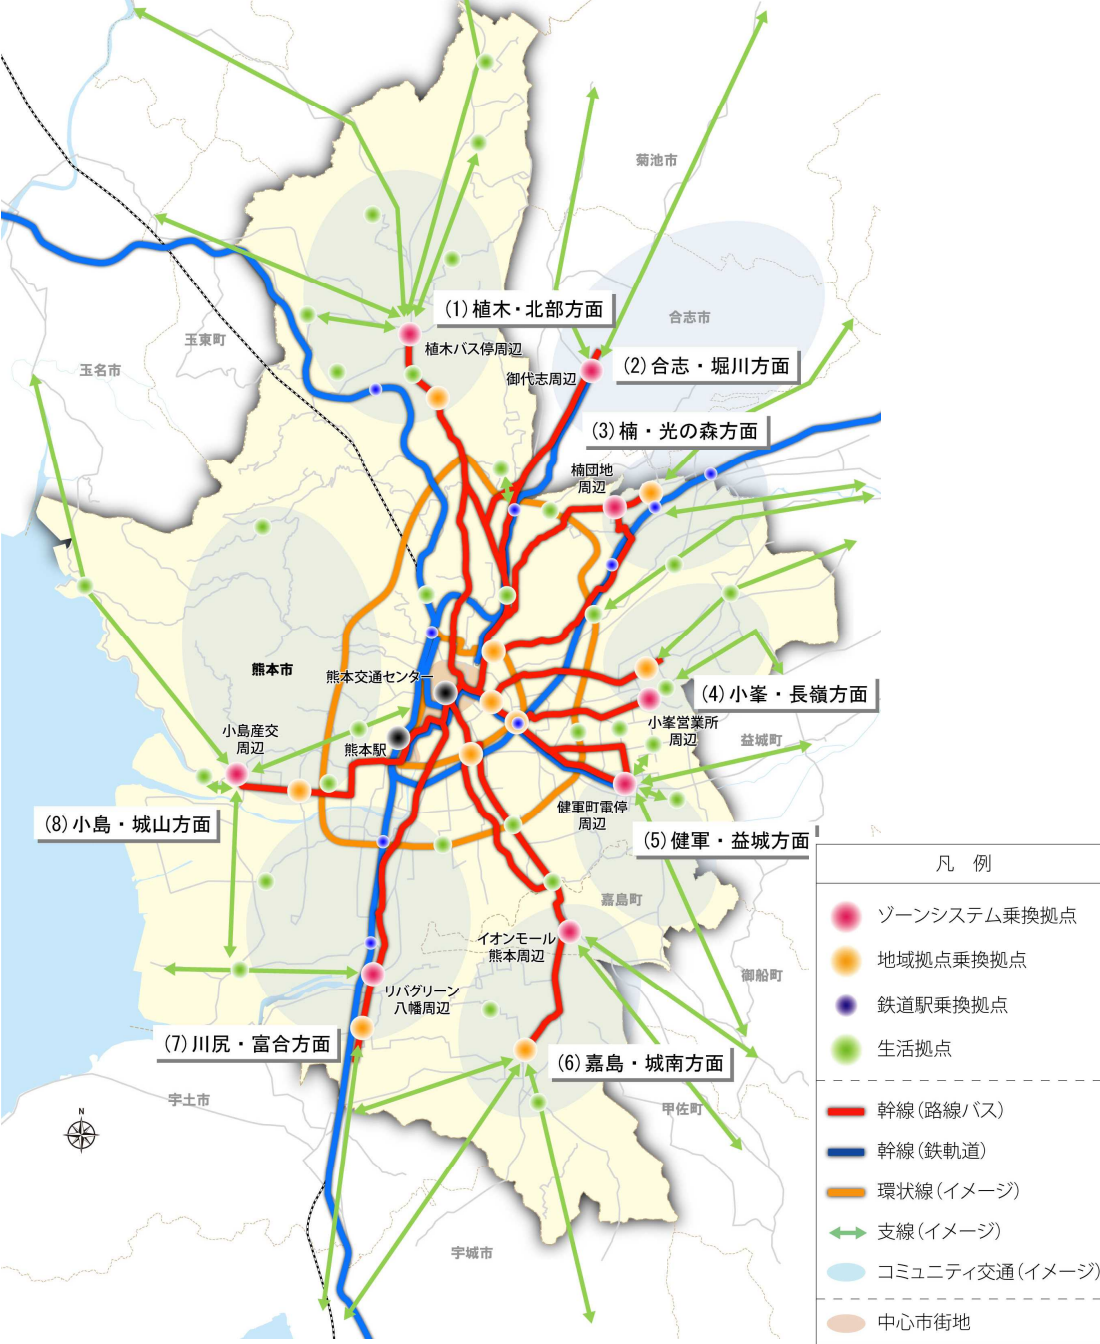 菊池市
(1)植木・北部方面
合志市
玉東町
植木バス停周辺
玉名市
御代志周辺
(2)合志・堀川方面
(3)楠・光の森方面
楠団地
周辺
熊本市
熊本交通センター
(4)小峯・長嶺方面
小島産交
周辺
小峯営業所
周辺
熊本駅
益城町
健軍町電停
周辺
(8)小島・城山方面
(5)健軍・益城方面
嘉島町
イオンモール
熊本周辺
御船町
リバグリーン
八幡周辺
(7)川尻・富合方面
(6)嘉島・城南方面
宇土市
甲佐町
N
宇城市
凡 例
ゾーンシステム乗換拠点
地域拠点乗換拠点
鉄道駅乗換拠点
生活拠点
幹線(路線バス)
幹線(鉄軌道)
環状線(イメージ)
支線(イメージ)
コミュニティ交通(イメージ)
中心市街地